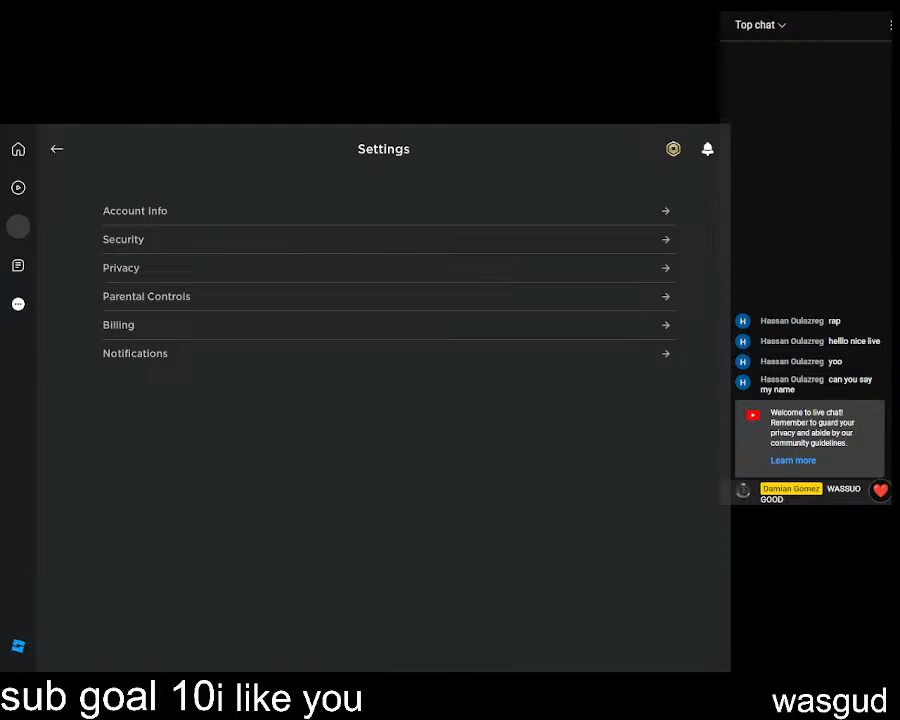 Top chat
Settings
Account Info
Security
Privacy
Parental Controls
Billing
Notifications
H Hassan Oulazreg rap
H Hassan Oulazreg helllo nice live
H Hassan Oulazreg yoo
H Hassan Oulazreg can you say
my name
Welcome to live chat!
Remember to guard your
privacy and abide by our
community guidelines.
Learn more
Damian Gomez WASSUO
GOOD
sub goal 10i like you
wasgud